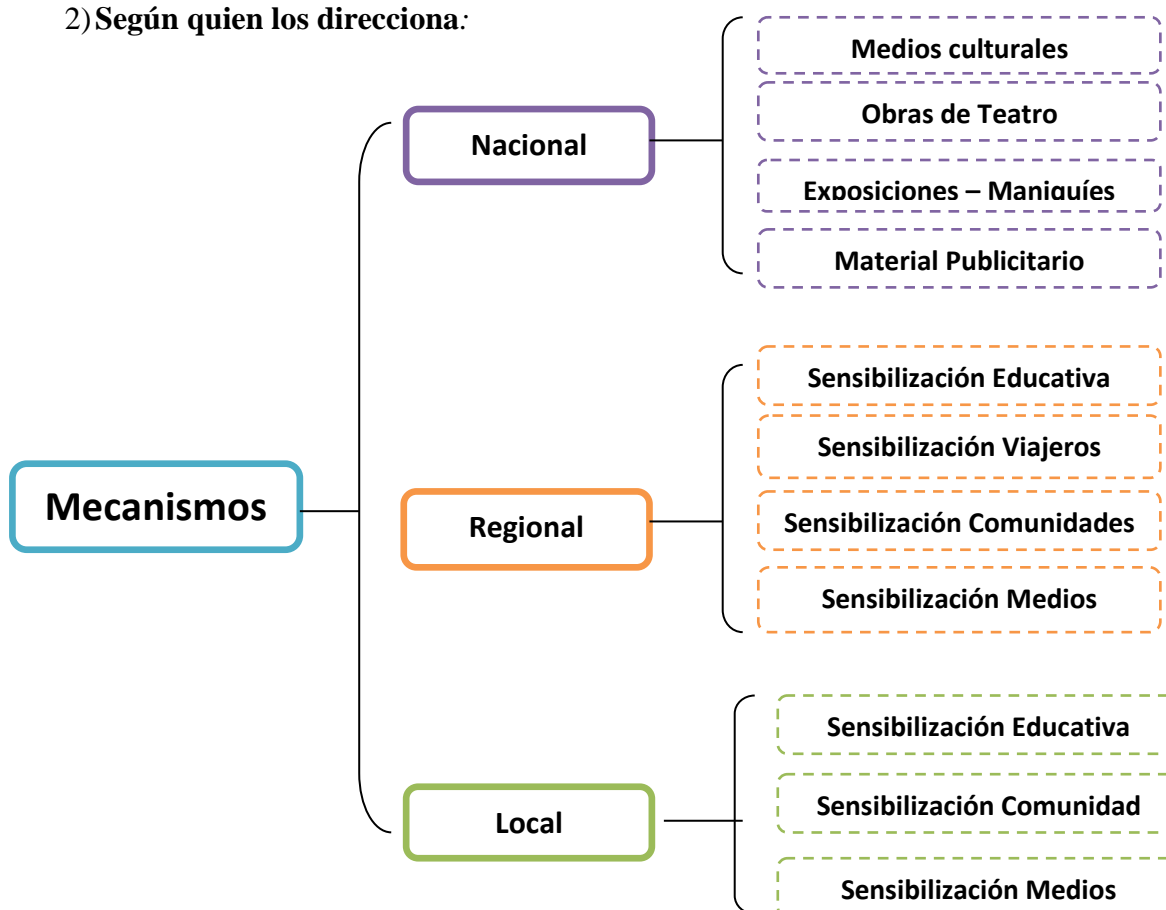 2) Según quien los direcciona:
Mecanismos
Nacional
Medios culturales
Obras de Teatro
Exposiciones – Maniquíes
Material Publicitario
Regional
Sensibilización Educativa
Sensibilización Viajeros
Sensibilización Comunidades
Sensibilización Medios
Local
Sensibilización Educativa
Sensibilización Comunidad
Sensibilización Medios